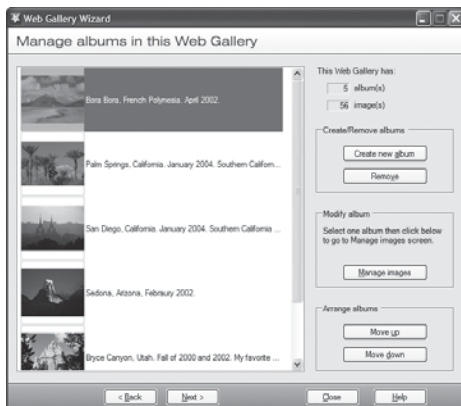 Web Gallery Wizard
Manage albums in this Web Gallery
Bora Bora, French Polynesia. April 2002.
Palm Springs, California. January 2004. Southern Californ...
San Diego, California. January 2004. Southern California ...
Sedona, Arizona, Februrary 2002.
Bryce Canyon, Utah. Fall of 2000 and 2002. My favorite ...
This Web Gallery has:
5 album(s)
56 image(s)
Create/Remove albums
Create new album
Remove
Modify album
Select one album then click below
to go to Manage images screen.
Manage images
Arrange albums
Move up
Move down
< Back
Next >
Close
Help